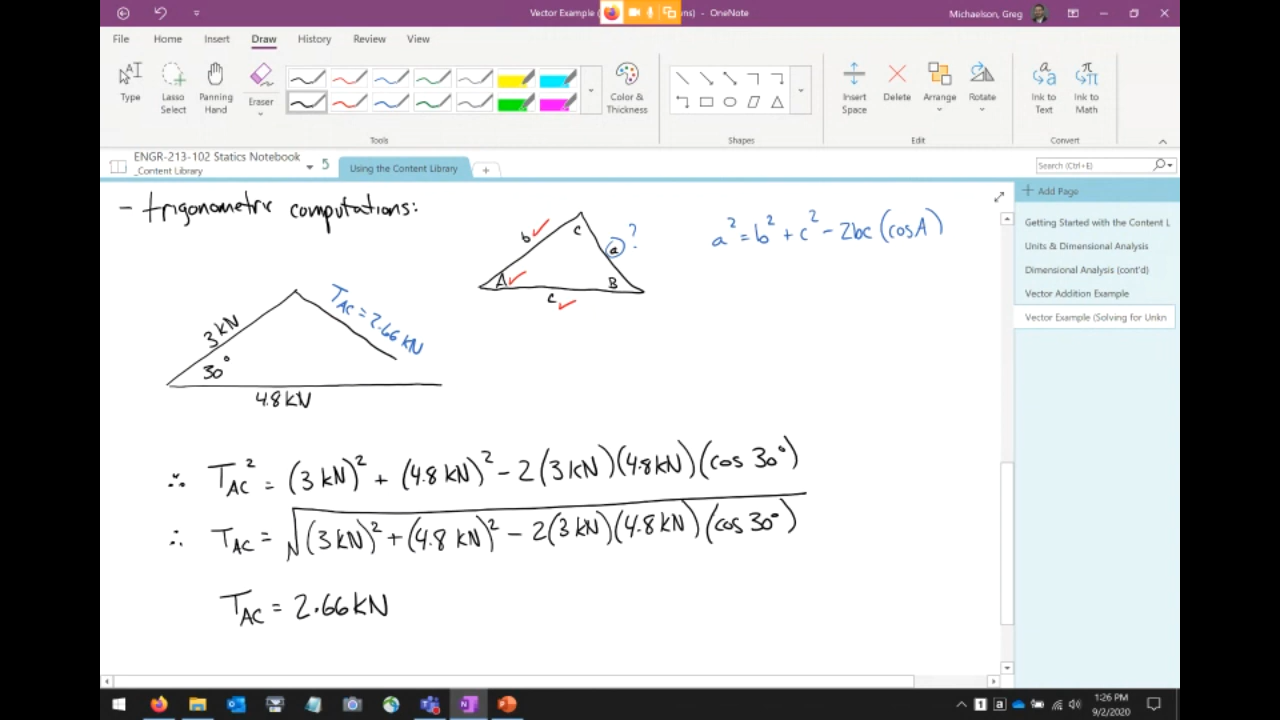 Vector Example (
ns) - OneNote
Michaelson, Greg
File Home Insert Draw History Review View
Type
Lasso Select
Panning Hand
Eraser
Color & Thickness
Insert Space
Delete
Arrange
Rotate
Ink to Text
Ink to Math
Tools
Shapes
Edit
Convert
ENGR-213-102 Statics Notebook
_Content Library
5
Using the Content Library
Search (Ctrl+E)
Add Page
Getting Started with the Content L
Units & Dimensional Analysis
Dimensional Analysis (cont'd)
Vector Addition Example
Vector Example (Solving for Unkn
- trigonometric computations:
b
C
a ?
A
B
c
a² = b² + c² - 2bc (cosA)
3 kN
T_AC = 2.66 kN
30°
4.8 kN
∴ T_AC² = (3 kN)² + (4.8 kN)² - 2(3 kN)(4.8 kN)(cos 30°)
∴ T_AC = √(3 kN)² + (4.8 kN)² - 2(3 kN)(4.8 kN)(cos 30°)
T_AC = 2.66 kN
1:26 PM
9/2/2020